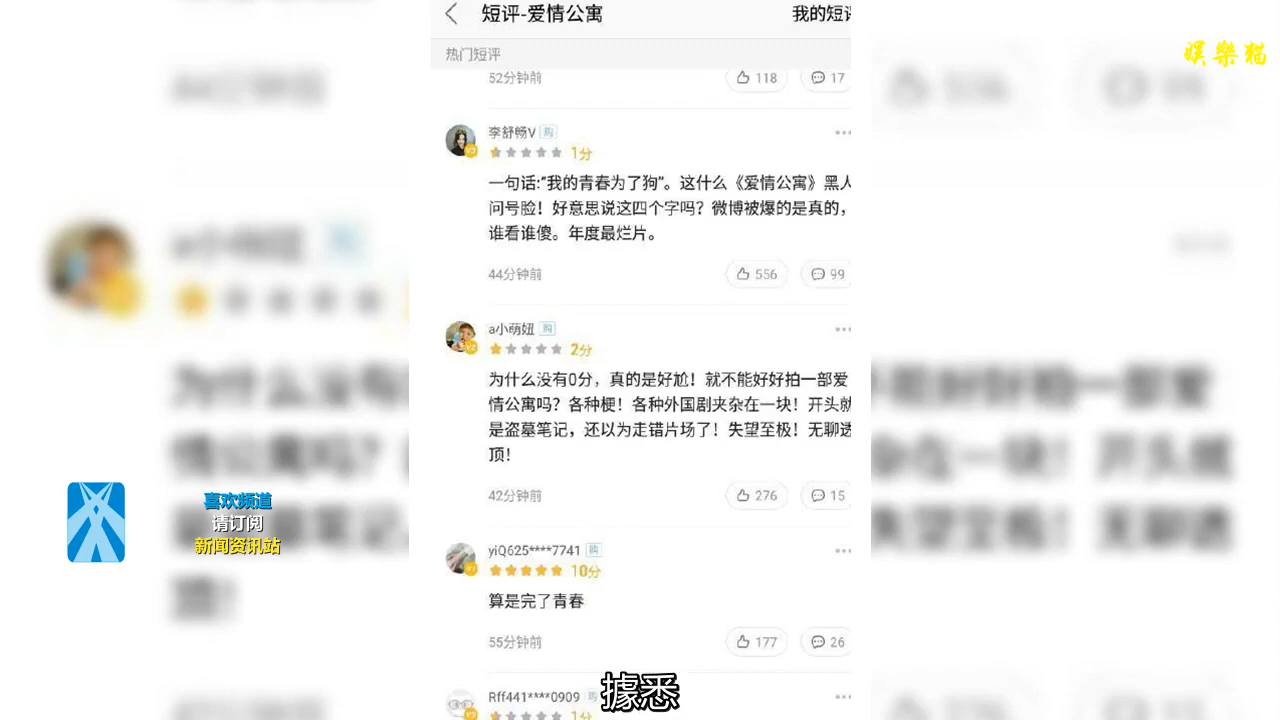 短评-爱情公寓
我的短评
娱樂猫
热门短评
52分钟前
118
17
李舒畅V 购
1分
一句话:“我的青春为了狗”。这什么《爱情公寓》黑人
问号脸！好意思说这四个字吗？微博被爆的是真的，
谁看谁傻。年度最烂片。
44分钟前
556
99
a小萌妞 购
2分
为什么没有0分，真的是好尬！就不能好好拍一部爱
情公寓吗？各种梗！各种外国剧夹杂在一块！开头就
是盗墓笔记，还以为走错片场了！失望至极！无聊透
顶！
42分钟前
276
15
喜欢频道
请订阅
新闻资讯站
yiQ625****7741 购
10分
算是完了青春
55分钟前
177
26
Rff441****0909 购
1分
據悉